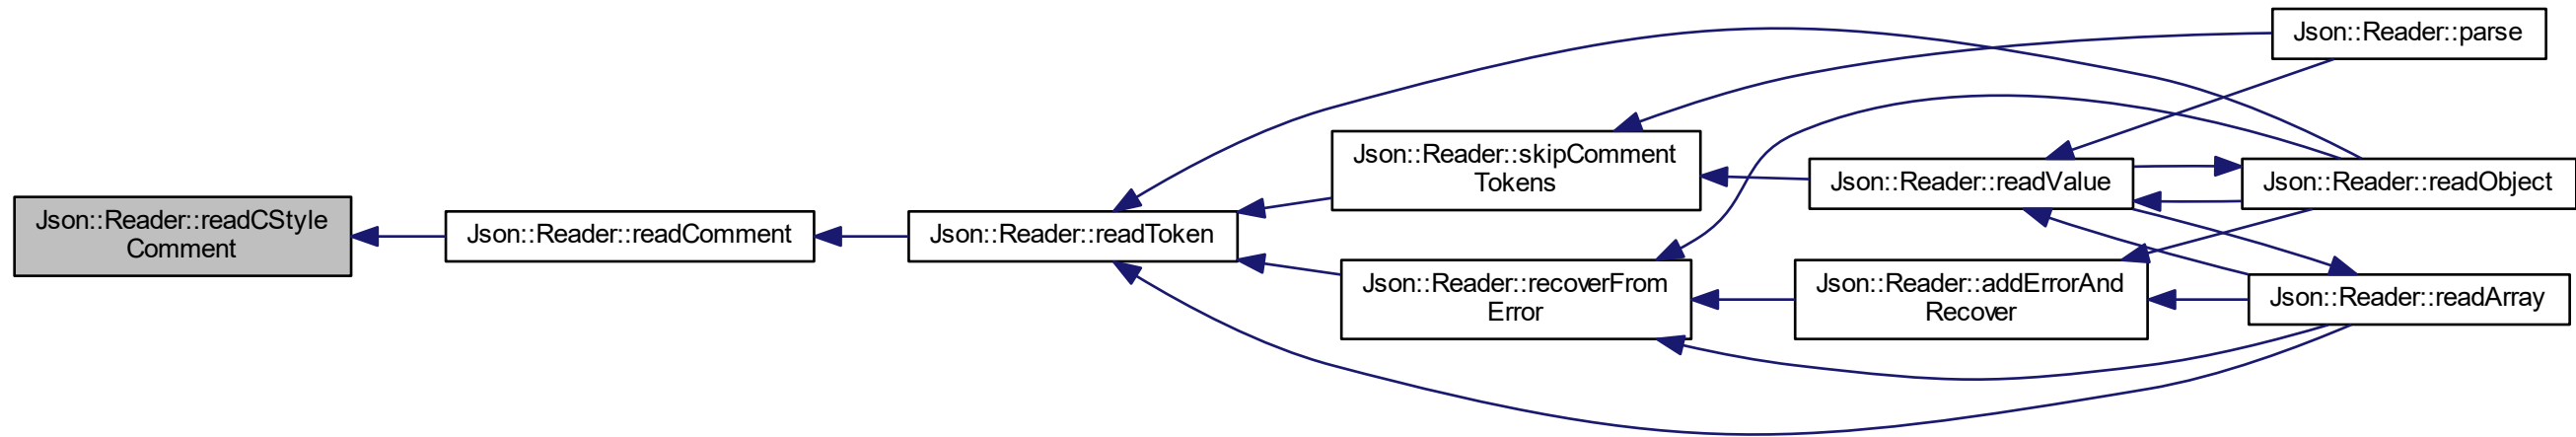 Json::Reader::readCStyle
Comment
Json::Reader::readComment
Json::Reader::readToken
Json::Reader::skipComment
Tokens
Json::Reader::recoverFrom
Error
Json::Reader::readValue
Json::Reader::addErrorAnd
Recover
Json::Reader::parse
Json::Reader::readObject
Json::Reader::readArray